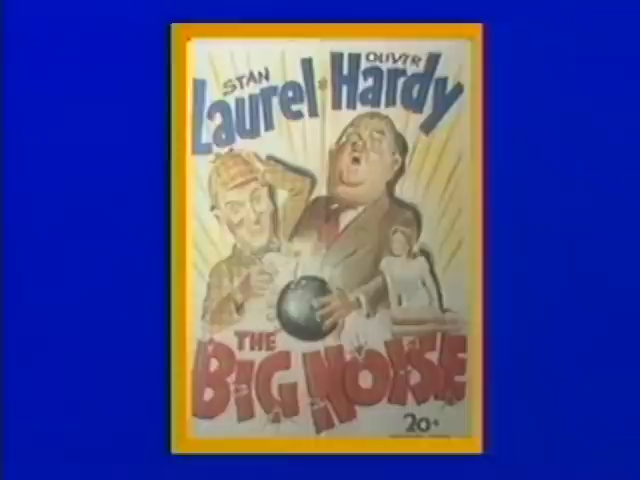 STAN OLIVER
Laurel & Hardy
THE
BIG NOISE
20th